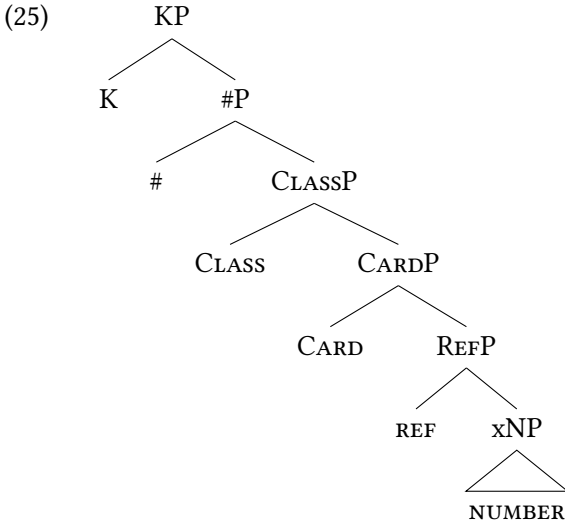 (25) KP
K #P
# CLASSP
CLASS CARDP
CARD REFP
REF xNP
NUMBER